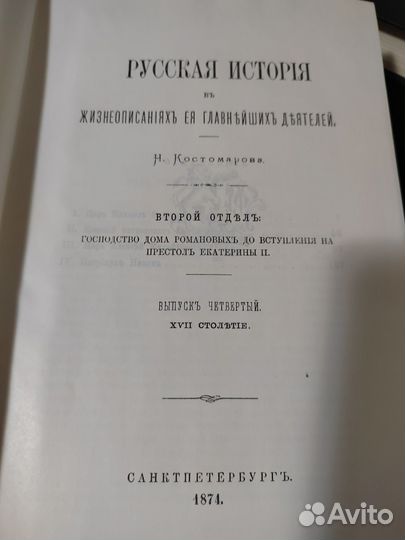 РУССКАЯ ИСТОРІЯ
ВЪ
ЖИЗНЕОПИСАНІЯХЪ ЕЯ ГЛАВНѢЙШИХЪ ДѢЯТЕЛЕЙ.
Н. Костомарова.
ВТОРОЙ ОТДѢЛЪ:
ГОСПОДСТВО ДОМА РОМАНОВЫХЪ ДО ВСТУПЛЕНІЯ НА
ПРЕСТОЛЪ ЕКАТЕРИНЫ II.
ВЫПУСКЪ ЧЕТВЕРТЫЙ.
XVII СТОЛѢТІЕ.
САНКТПЕТЕРБУРГЪ.
1874.
Avito